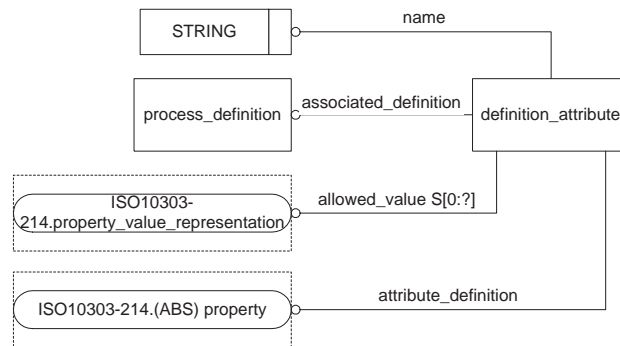 name
STRING
associated_definition
process_definition
definition_attribute
ISO10303-
214.property_value_representation
allowed_value S[0:?]
attribute_definition
ISO10303-214.(ABS) property